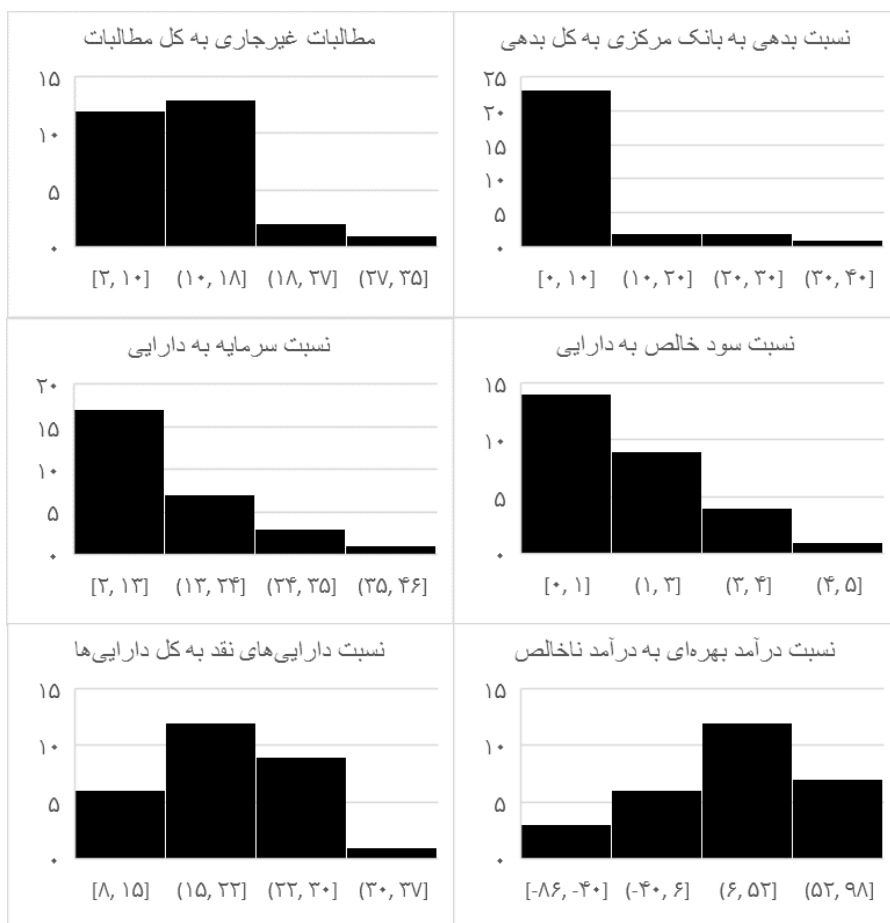 نسبت بدهی به بانک مرکزی به کل بدهی
۲۵
۲۰
۱۵
۱۰
۵
۰
[۰, ۱۰] (۱۰, ۲۰] (۲۰, ۳۰] (۳۰, ۴۰]
مطالبات غیرجاری به کل مطالبات
۱۵
۱۰
۵
۰
[۲, ۱۰] (۱۰, ۱۸] (۱۸, ۲۷] (۲۷, ۳۵]
نسبت سود خالص به دارایی
۱۵
۱۰
۵
۰
[۰, ۱] (۱, ۳] (۳, ۴] (۴, ۵]
نسبت سرمایه به دارایی
۲۰
۱۵
۱۰
۵
۰
[۲, ۱۳] (۱۳, ۲۴] (۲۴, ۳۵] (۳۵, ۴۶]
نسبت درآمد بهره‌ای به درآمد ناخالص
۱۵
۱۰
۵
۰
[-۸۶, -۴۰] (-۴۰, ۶] (۶, ۵۲] (۵۲, ۹۸]
نسبت دارایی‌های نقد به کل دارایی‌ها
۱۵
۱۰
۵
۰
[۸, ۱۵] (۱۵, ۲۲] (۲۲, ۳۰] (۳۰, ۳۷]